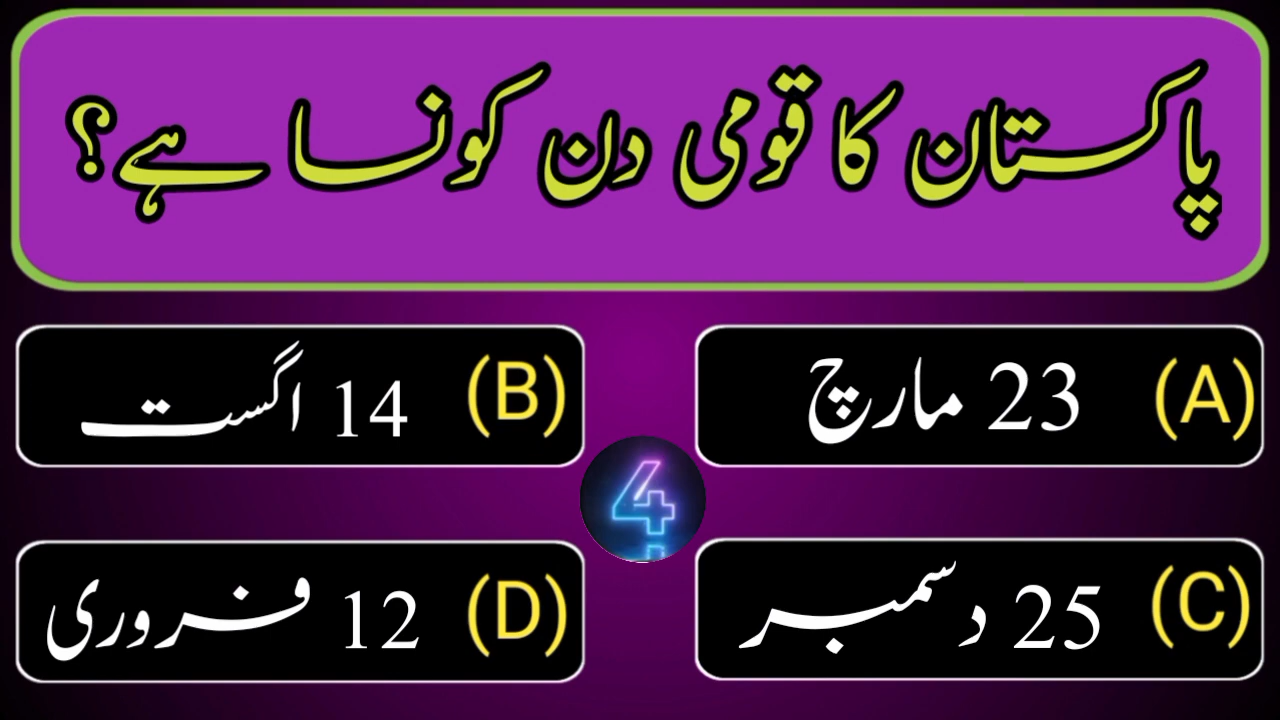 پاکستان کا قومی دن کونسا ہے؟
(A) 23 مارچ
(B) 14 اگست
4
(C) 25 دسمبر
(D) 12 فروری